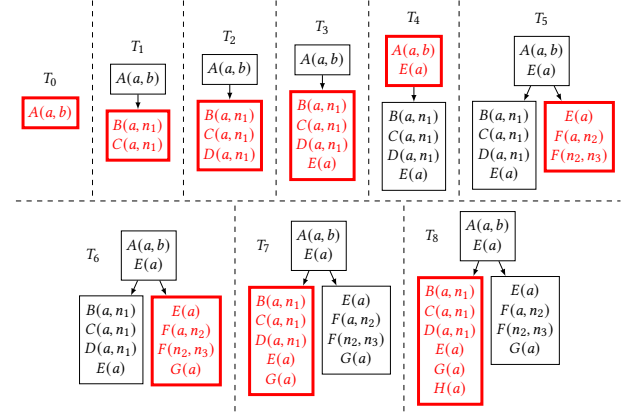 T₀
A(a, b)
T₁
A(a, b)
B(a, n₁)
C(a, n₁)
T₂
A(a, b)
B(a, n₁)
C(a, n₁)
D(a, n₁)
T₃
A(a, b)
B(a, n₁)
C(a, n₁)
D(a, n₁)
E(a)
T₄
A(a, b)
E(a)
B(a, n₁)
C(a, n₁)
D(a, n₁)
E(a)
T₅
A(a, b)
E(a)
B(a, n₁)
C(a, n₁)
D(a, n₁)
E(a)
E(a)
F(a, n₂)
F(n₂, n₃)
T₆
A(a, b)
E(a)
B(a, n₁)
C(a, n₁)
D(a, n₁)
E(a)
E(a)
F(a, n₂)
F(n₂, n₃)
G(a)
T₇
A(a, b)
E(a)
B(a, n₁)
C(a, n₁)
D(a, n₁)
E(a)
G(a)
E(a)
F(a, n₂)
F(n₂, n₃)
G(a)
T₈
A(a, b)
E(a)
B(a, n₁)
C(a, n₁)
D(a, n₁)
E(a)
G(a)
H(a)
E(a)
F(a, n₂)
F(n₂, n₃)
G(a)